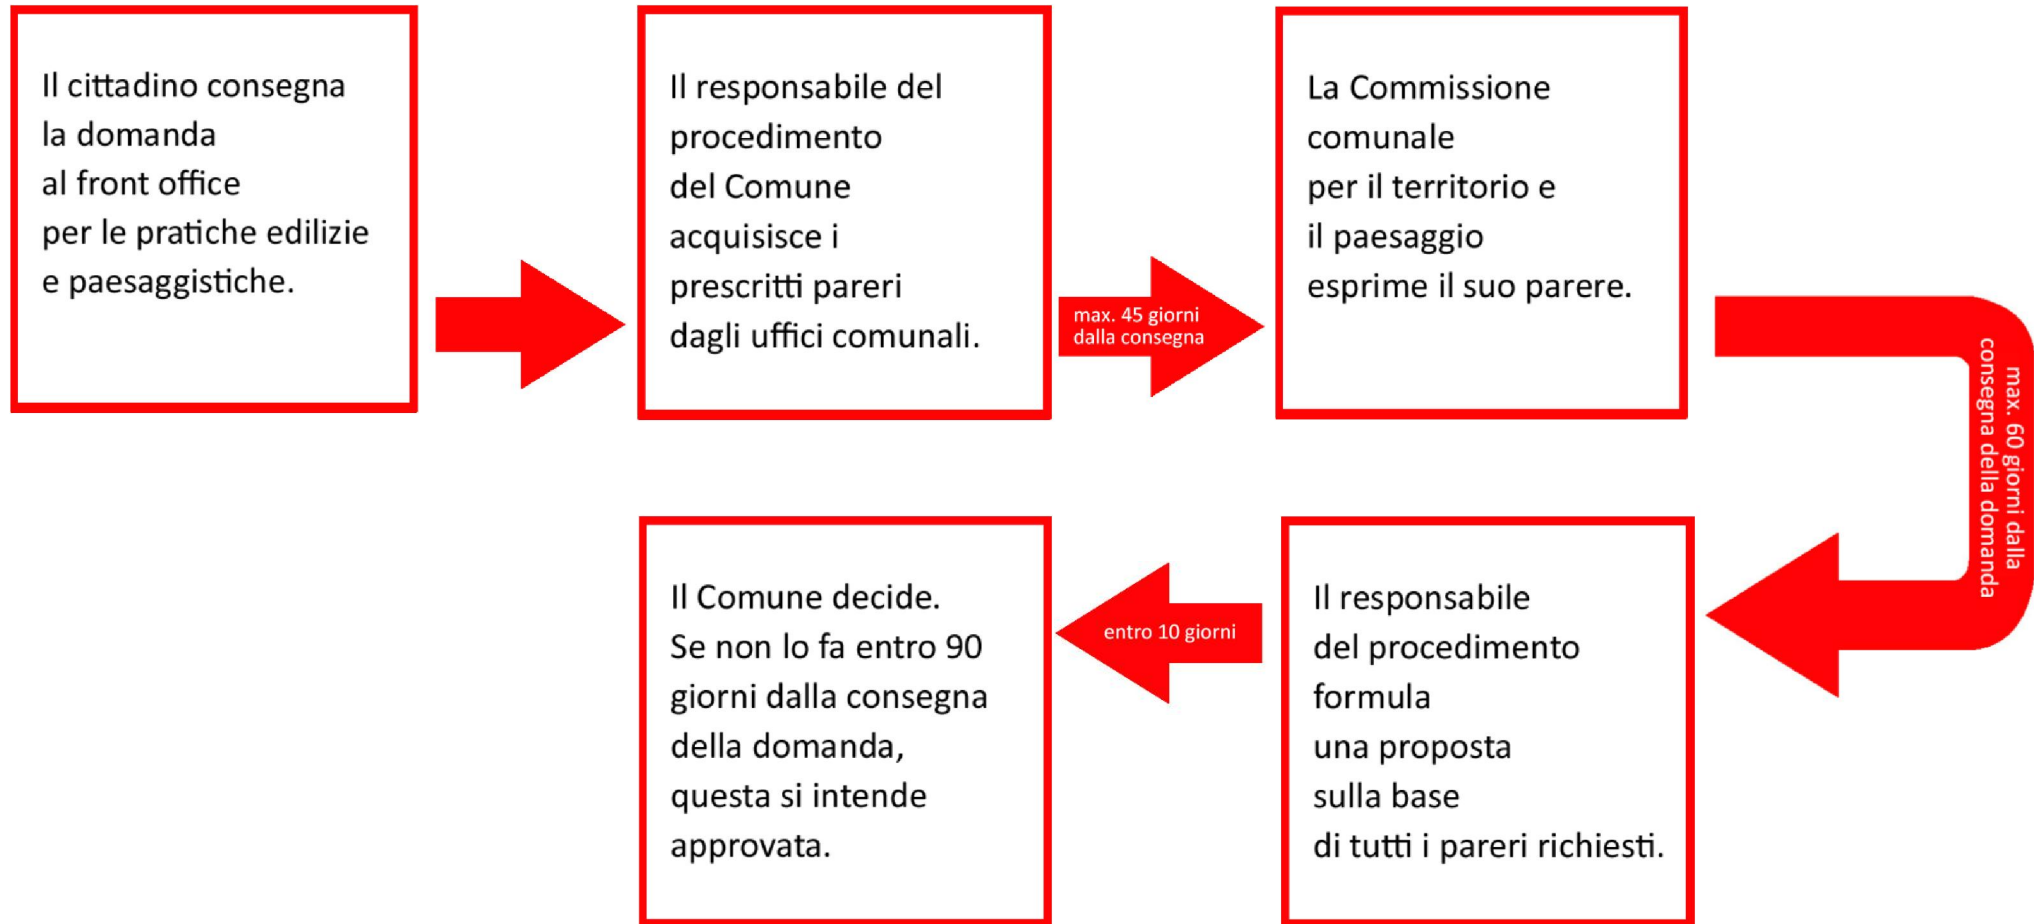 Il cittadino consegna
la domanda
al front office
per le pratiche edilizie
e paesaggistiche.
Il responsabile del
procedimento
del Comune
acquisisce i
prescritti pareri
dagli uffici comunali.
max. 45 giorni
dalla consegna
La Commissione
comunale
per il territorio e
il paesaggio
esprime il suo parere.
max. 60 giorni dalla
consegna della domanda
Il responsabile
del procedimento
formula
una proposta
sulla base
di tutti i pareri richiesti.
entro 10 giorni
Il Comune decide.
Se non lo fa entro 90
giorni dalla consegna
della domanda,
questa si intende
approvata.